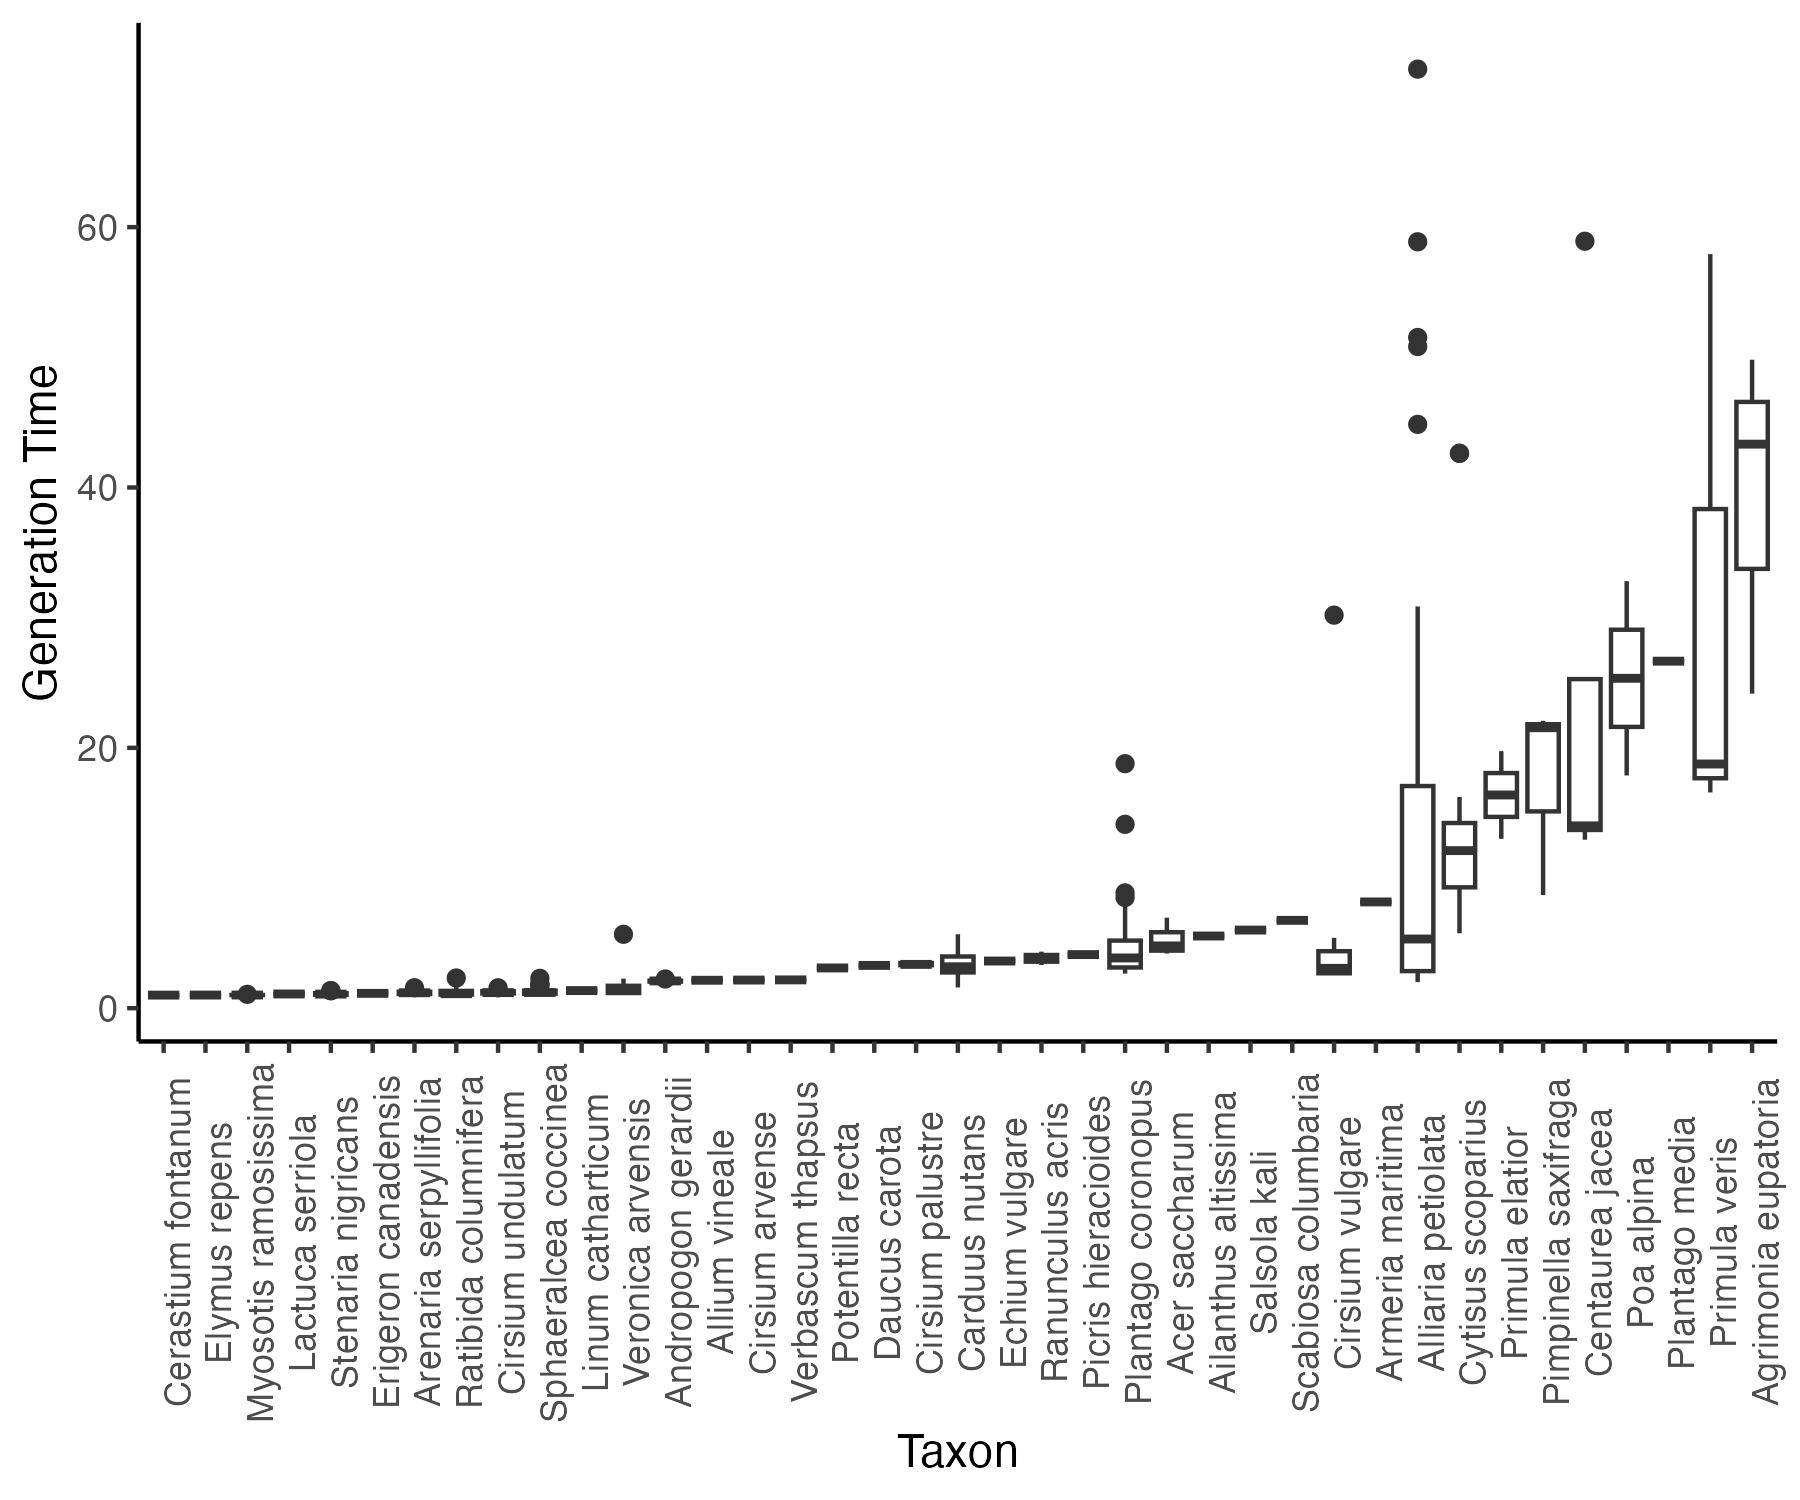 60
40
20
0
Generation Time
Cerastium fontanum
Elymus repens
Myosotis ramosissima
Lactuca serriola
Stenaria nigricans
Erigeron canadensis
Arenaria serpyllifolia
Ratibida columnifera
Cirsium undulatum
Sphaeralcea coccinea
Linum catharticum
Veronica arvensis
Andropogon gerardii
Allium vineale
Cirsium arvense
Verbascum thapsus
Potentilla recta
Daucus carota
Cirsium palustre
Carduus nutans
Echium vulgare
Ranunculus acris
Picris hieracioides
Plantago coronopus
Acer saccharum
Ailanthus altissima
Salsola kali
Scabiosa columbaria
Cirsium vulgare
Armeria maritima
Alliaria petiolata
Cytisus scoparius
Primula elatior
Pimpinella saxifraga
Centaurea jacea
Poa alpina
Plantago media
Primula veris
Agrimonia eupatoria
Taxon